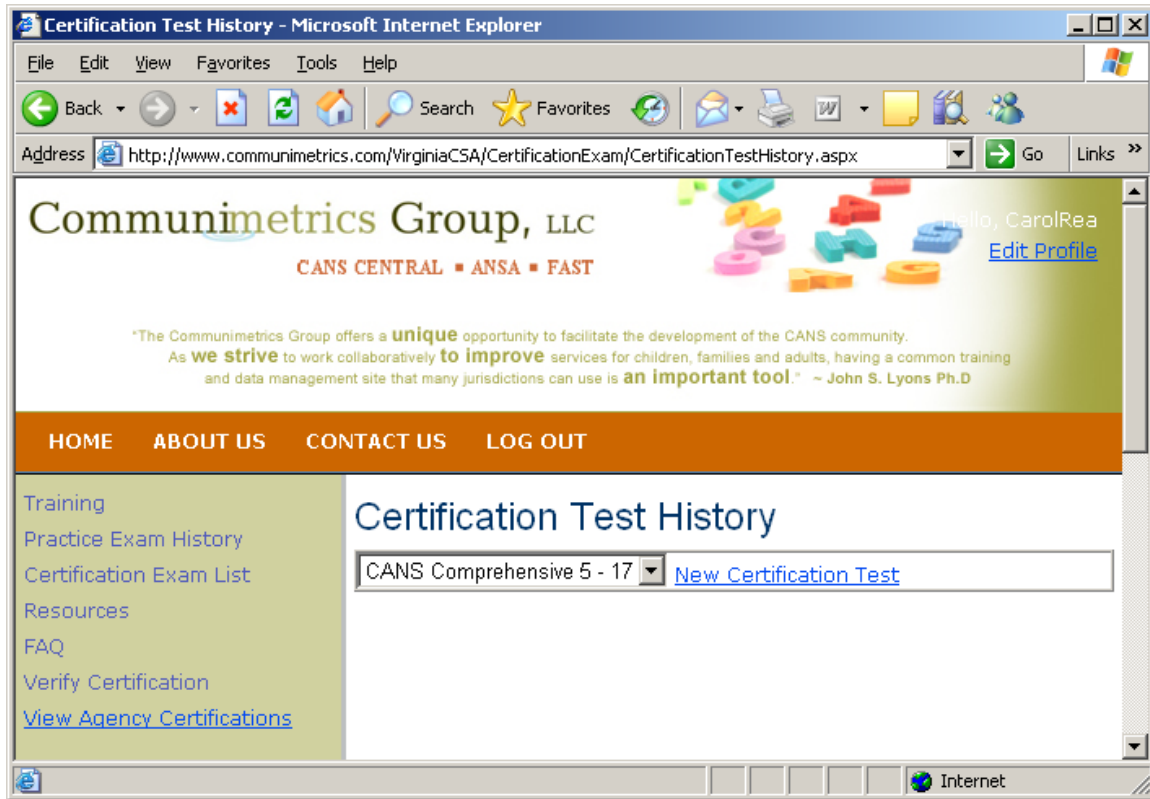 Certification Test History - Microsoft Internet Explorer
File Edit View Favorites Tools Help
Back Search Favorites
Address http://www.communimetrics.com/VirginiaCSA/CertificationExam/CertificationTestHistory.aspx Go Links »
Communimetrics Group, LLC
CANS CENTRAL ▪ ANSA ▪ FAST
Hello, CarolRea
Edit Profile
"The Communimetrics Group offers a unique opportunity to facilitate the development of the CANS community.
As we strive to work collaboratively to improve services for children, families and adults, having a common training
and data management site that many jurisdictions can use is an important tool." ~ John S. Lyons Ph.D
HOME ABOUT US CONTACT US LOG OUT
Training
Practice Exam History
Certification Exam List
Resources
FAQ
Verify Certification
View Agency Certifications
Certification Test History
CANS Comprehensive 5 - 17 New Certification Test
Internet